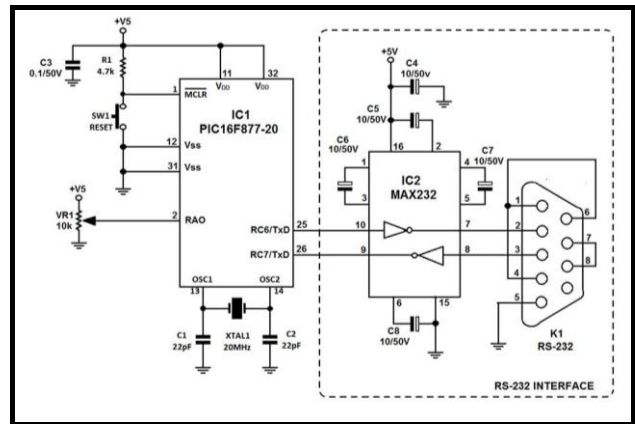 +V5
C3
0.1/50V
R1
4.7k
11
VDD
32
VDD
1
MCLR
SW1
RESET
IC1
PIC16F877-20
12
Vss
31
Vss
+V5
VR1
10k
2
RAO
RC6/TxD
25
RC7/TxD
26
OSC1
13
OSC2
14
C1
22pF
XTAL1
20MHz
C2
22pF
+5V
C4
10/50v
C5
10/50V
16
2
C6
10/50V
1
3
IC2
MAX232
4
5
C7
10/50V
10
7
9
8
6
15
C8
10/50V
1
2
3
4
5
6
7
8
K1
RS-232
RS-232 INTERFACE